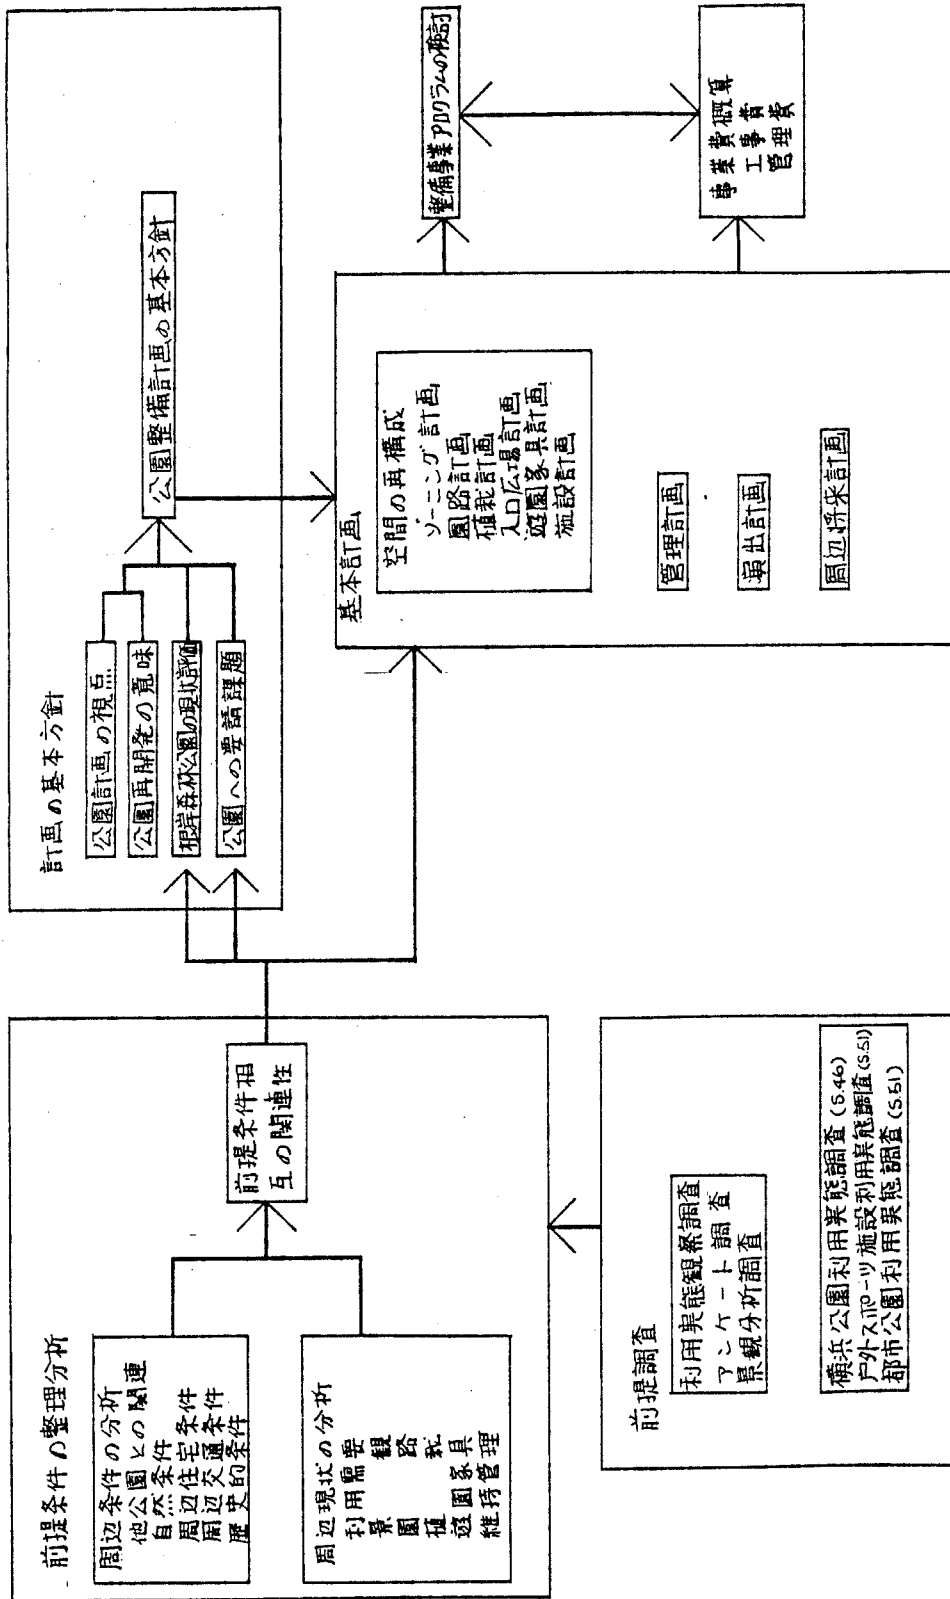 前提条件の整理分析
周辺条件の分析
他公園との関連
自然条件
周辺住宅条件
周辺交通条件
歴史的条件
周辺現状の分析
利用需要
景観
園路
植栽
遊園家具
維持管理
前提条件相
互の関連性
前提調査
利用実態観察調査
アンケート調査
景観分析調査
横浜公園利用実態調査(S.46)
戸外スポーツ施設利用実態調査(S.51)
都市公園利用実態調査(S.51)
計画の基本方針
公園計画の視点
公園再開発の意味
根岸森林公園の現状評価
公園への要請課題
公園整備計画の基本方針
基本計画
空間の再構成
ゾーニング計画
園路計画
植栽計画
入口広場計画
遊園家具計画
施設計画
管理計画
演出計画
周辺将来計画
整備事業プログラムの検討
事業費概算
工事費
管理費